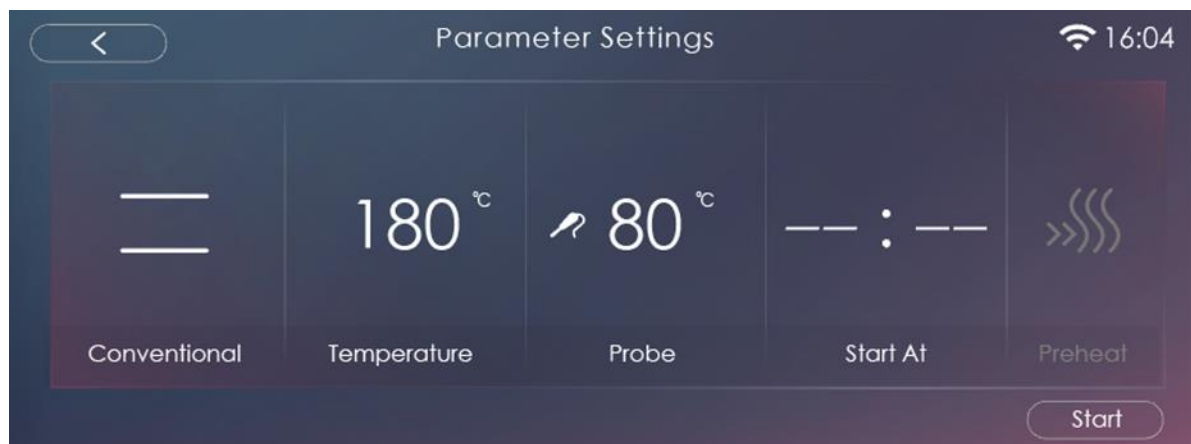 Parameter Settings
16:04
180 °C
80 °C
--:--
Conventional
Temperature
Probe
Start At
Preheat
Start